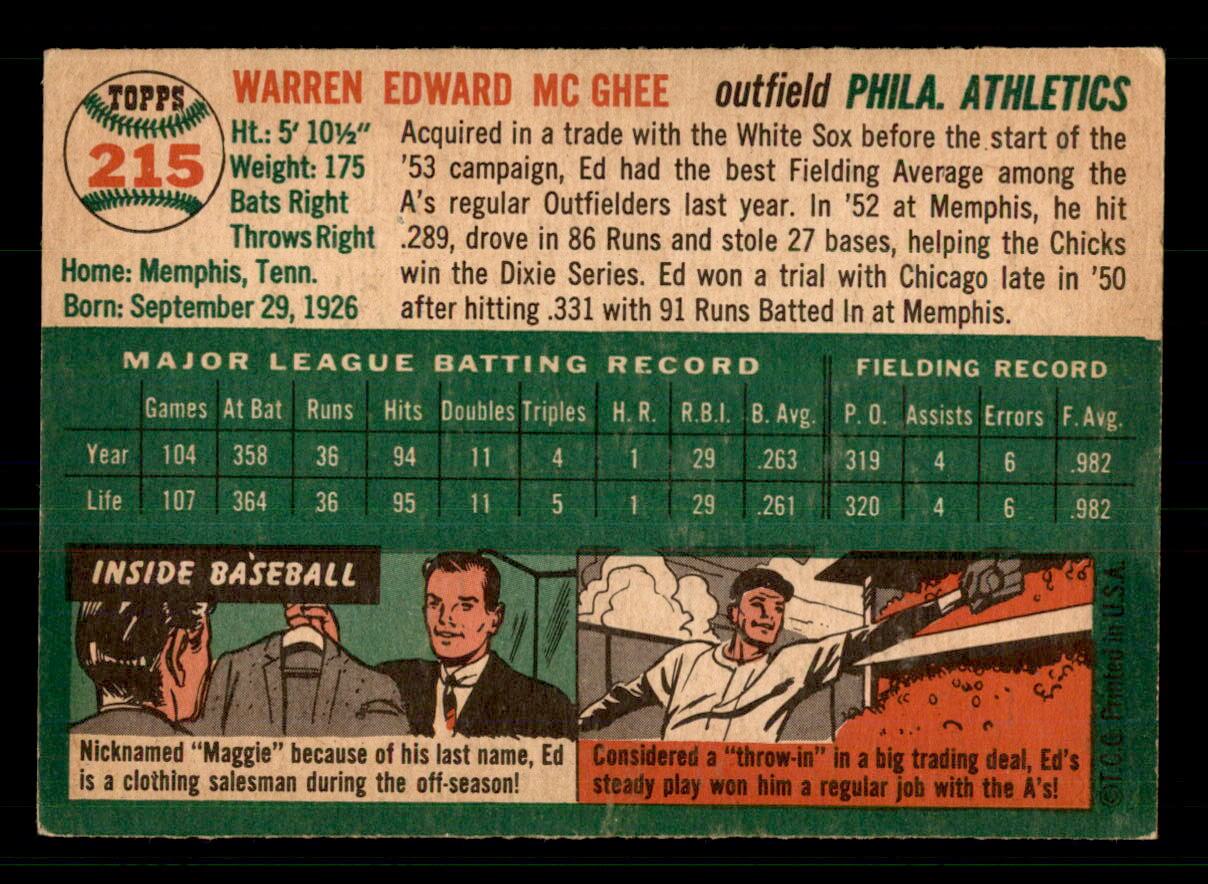 TOPPS
215
WARREN EDWARD MC GHEE outfield PHILA. ATHLETICS
Ht.: 5' 10½"
Weight: 175
Bats Right
Throws Right
Home: Memphis, Tenn.
Born: September 29, 1926
Acquired in a trade with the White Sox before the start of the
'53 campaign, Ed had the best Fielding Average among the
A's regular Outfielders last year. In '52 at Memphis, he hit
.289, drove in 86 Runs and stole 27 bases, helping the Chicks
win the Dixie Series. Ed won a trial with Chicago late in '50
after hitting .331 with 91 Runs Batted In at Memphis.
MAJOR LEAGUE BATTING RECORD FIELDING RECORD
Games At Bat Runs Hits Doubles Triples H. R. R.B.I. B. Avg. P. O. Assists Errors F. Avg.
Year 104 358 36 94 11 4 1 29 .263 319 4 6 .982
Life 107 364 36 95 11 5 1 29 .261 320 4 6 .982
INSIDE BASEBALL
Nicknamed "Maggie" because of his last name, Ed
is a clothing salesman during the off-season!
Considered a "throw-in" in a big trading deal, Ed's
steady play won him a regular job with the A's!
©T.C.G. Printed in U.S.A.